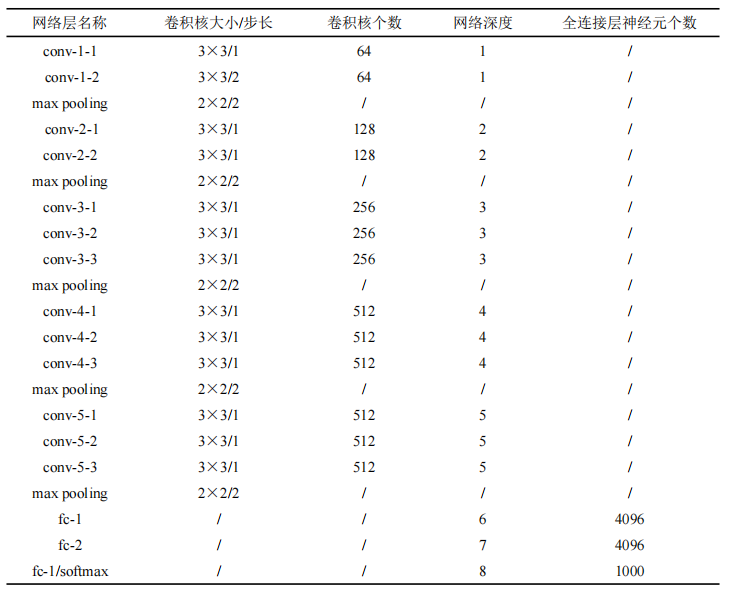 网络层名称 卷积核大小/步长 卷积核个数 网络深度 全连接层神经元个数
conv-1-1 3×3/1 64 1 /
conv-1-2 3×3/2 64 1 /
max pooling 2×2/2 / / /
conv-2-1 3×3/1 128 2 /
conv-2-2 3×3/1 128 2 /
max pooling 2×2/2 / / /
conv-3-1 3×3/1 256 3 /
conv-3-2 3×3/1 256 3 /
conv-3-3 3×3/1 256 3 /
max pooling 2×2/2 / / /
conv-4-1 3×3/1 512 4 /
conv-4-2 3×3/1 512 4 /
conv-4-3 3×3/1 512 4 /
max pooling 2×2/2 / / /
conv-5-1 3×3/1 512 5 /
conv-5-2 3×3/1 512 5 /
conv-5-3 3×3/1 512 5 /
max pooling 2×2/2 / / /
fc-1 / / 6 4096
fc-2 / / 7 4096
fc-1/softmax / / 8 1000